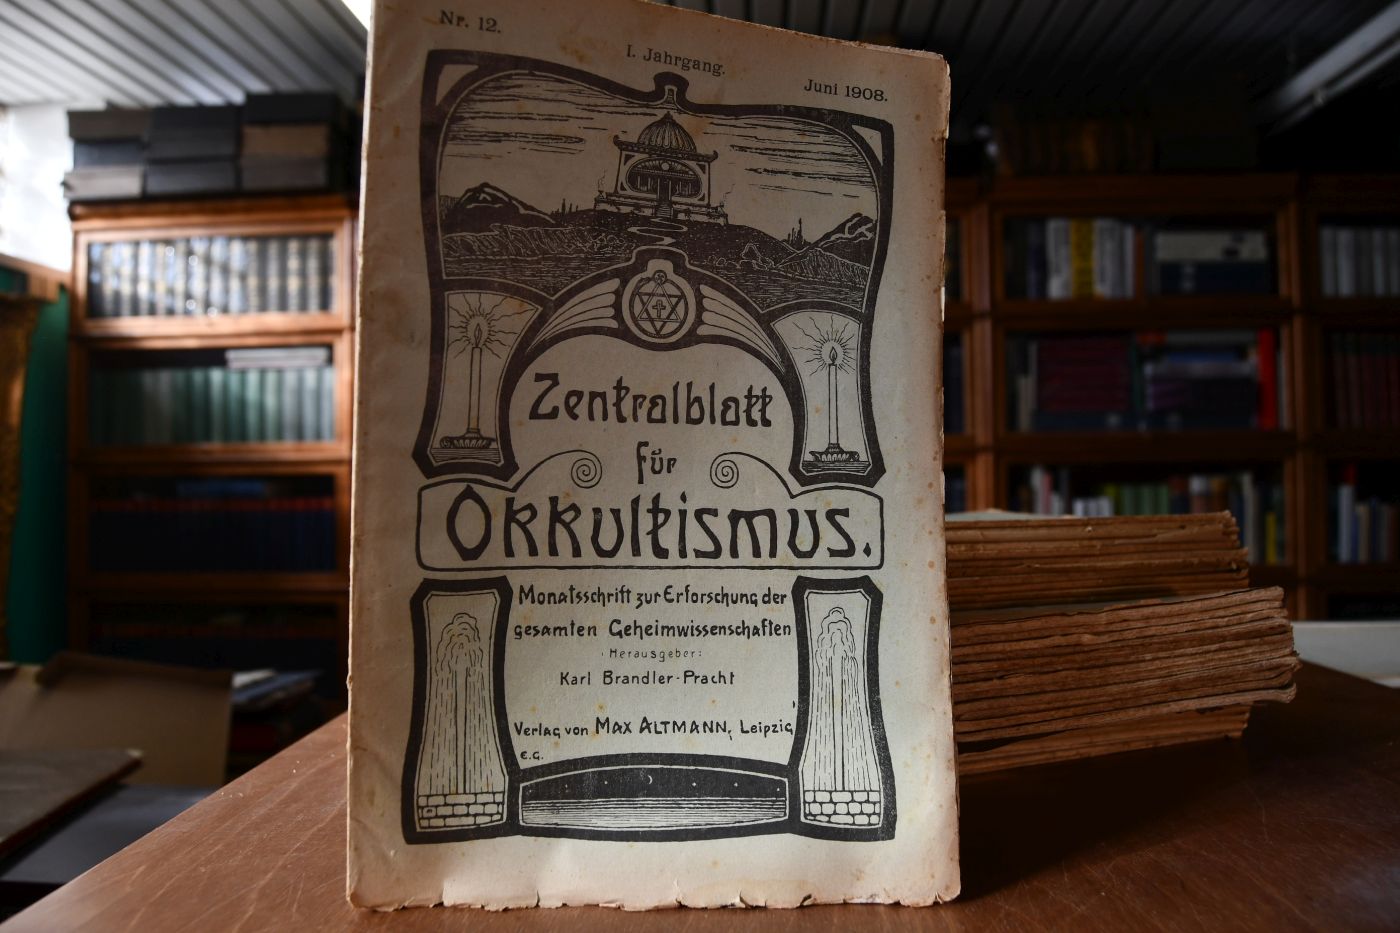 Nr. 12.
I. Jahrgang.
Juni 1908.
Zentralblatt
für
Okkultismus.
Monatsschrift zur Erforschung der
gesamten Geheimwissenschaften
Herausgeber:
Karl Brandler-Pracht
Verlag von MAX ALTMANN, Leipzig
E.G.